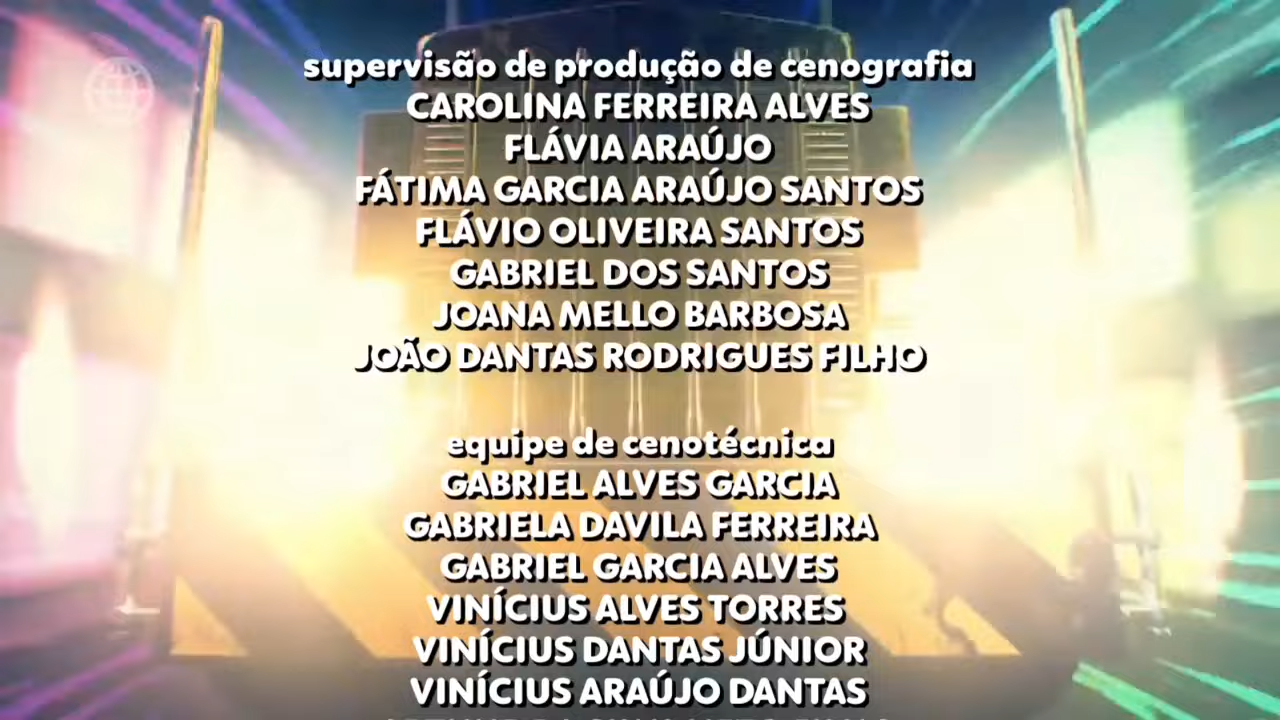 supervisão de produção de cenografia
CAROLINA FERREIRA ALVES
FLÁVIA ARAÚJO
FÁTIMA GARCIA ARAÚJO SANTOS
FLÁVIO OLIVEIRA SANTOS
GABRIEL DOS SANTOS
JOANA MELLO BARBOSA
JOÃO DANTAS RODRIGUES FILHO
equipe de cenotécnica
GABRIEL ALVES GARCIA
GABRIELA DAVILA FERREIRA
GABRIEL GARCIA ALVES
VINÍCIUS ALVES TORRES
VINÍCIUS DANTAS JÚNIOR
VINÍCIUS ARAÚJO DANTAS